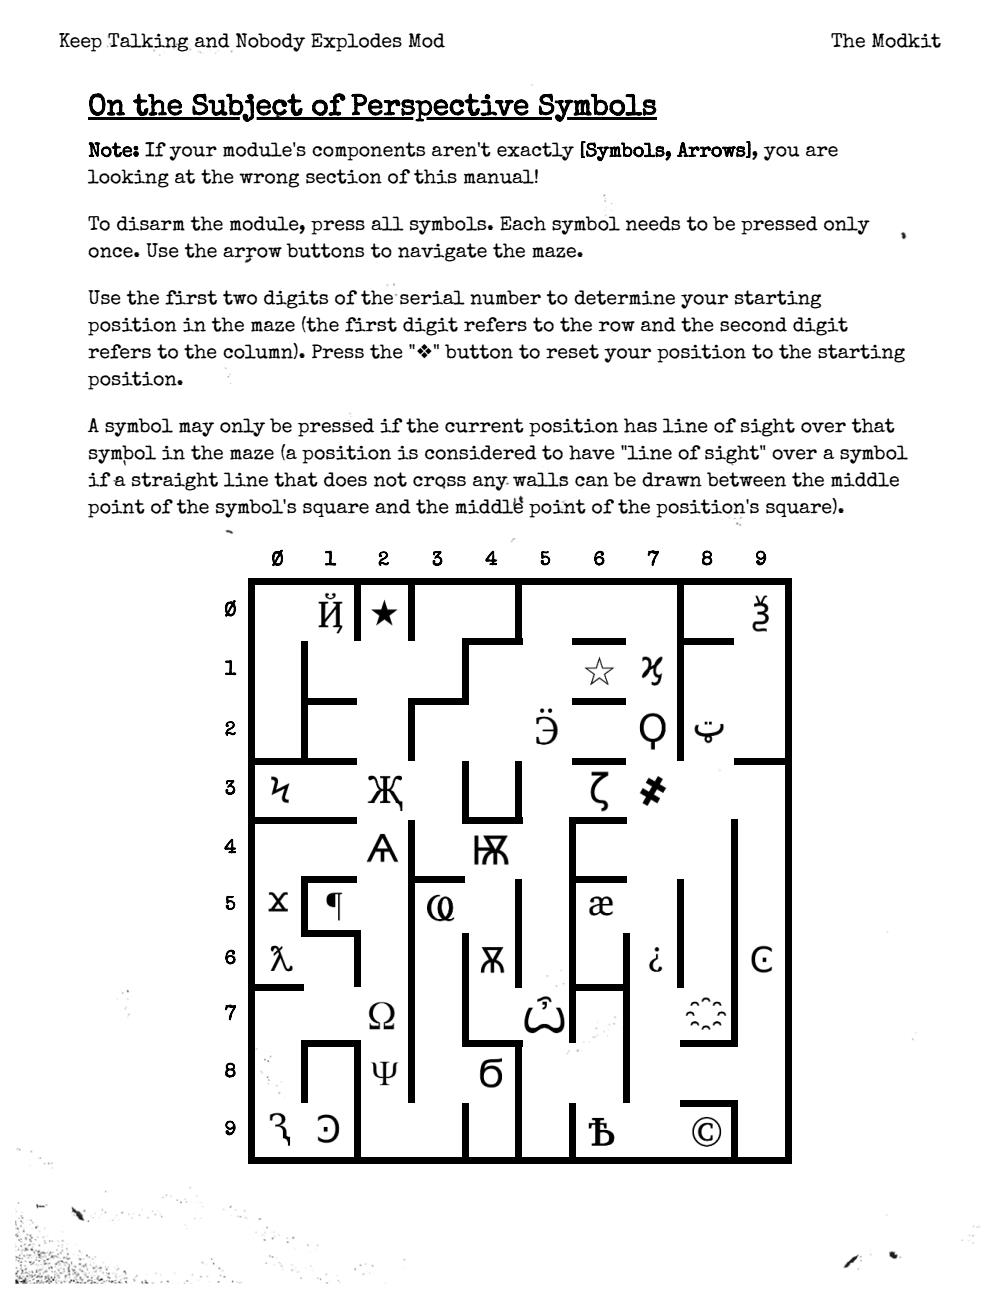 Keep Talking and Nobody Explodes Mod The Modkit
On the Subject of Perspective Symbols
Note: If your module's components aren't exactly [Symbols, Arrows], you are
looking at the wrong section of this manual!
To disarm the module, press all symbols. Each symbol needs to be pressed only
once. Use the arrow buttons to navigate the maze.
Use the first two digits of the serial number to determine your starting
position in the maze (the first digit refers to the row and the second digit
refers to the column). Press the "❖" button to reset your position to the starting
position.
A symbol may only be pressed if the current position has line of sight over that
symbol in the maze (a position is considered to have "line of sight" over a symbol
if a straight line that does not cross any walls can be drawn between the middle
point of the symbol's square and the middle point of the position's square).
0 1 2 3 4 5 6 7 8 9
0 Ҋ ★ Ѯ
1 ☆ ϗ
2 Ӭ Ϙ ټ
3 Ϟ Җ ζ ҂
4 Ѧ Ѭ
5 Ϫ ¶ Ҩ æ
6 ƛ Ѫ ¿ Ͼ
7 Ω Ѽ ҈
8 Ψ б
9 Ԇ Ͽ Ѣ ©